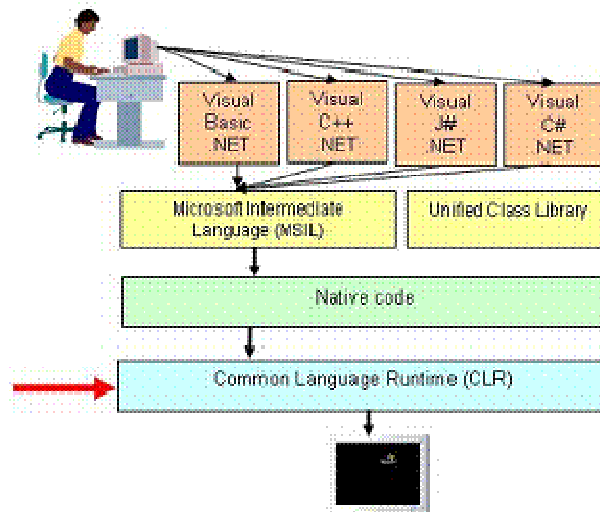 Visual
Basic
.NET
Visual
C++
.NET
Visual
J#
.NET
Visual
C#
.NET
Microsoft Intermediate
Language (MSIL)
Unified Class Library
Native code
Common Language Runtime (CLR)